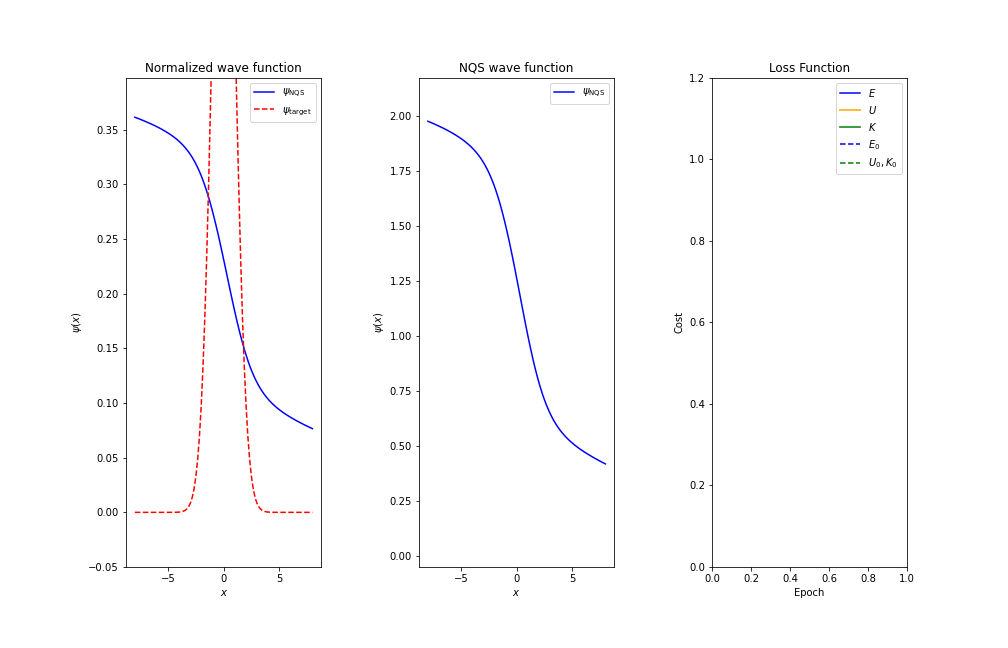 Normalized wave function
ψ(x)
0.35
0.30
0.25
0.20
0.15
0.10
0.05
0.00
−0.05
−5
0
5
x
ψNQS
ψtarget
NQS wave function
ψ(x)
2.00
1.75
1.50
1.25
1.00
0.75
0.50
0.25
0.00
−5
0
5
x
ψNQS
Loss Function
Cost
1.2
1.0
0.8
0.6
0.4
0.2
0.0
0.0
0.2
0.4
0.6
0.8
1.0
Epoch
E
U
K
E₀
U₀, K₀